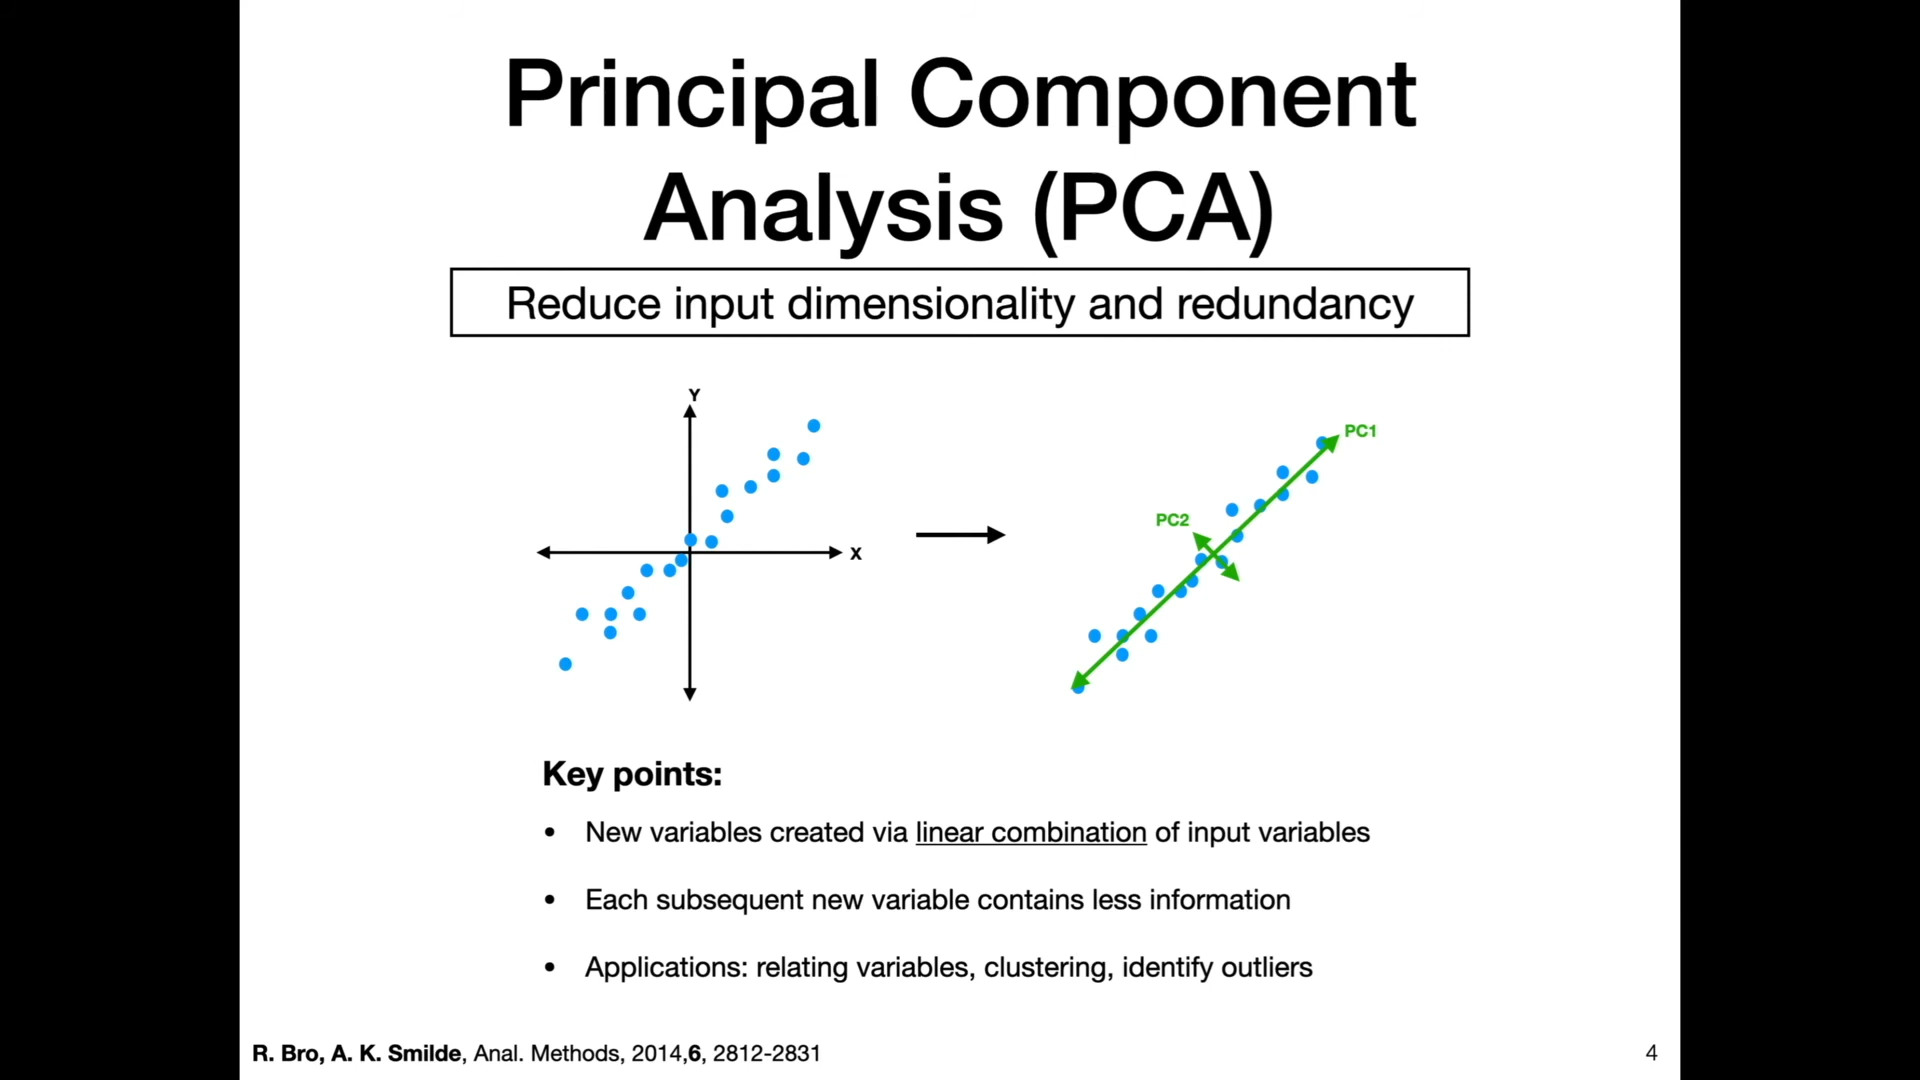 Principal Component
Analysis (PCA)
Reduce input dimensionality and redundancy
Y
X
PC1
PC2
Key points:
• New variables created via linear combination of input variables
• Each subsequent new variable contains less information
• Applications: relating variables, clustering, identify outliers
R. Bro, A. K. Smilde, Anal. Methods, 2014,6, 2812-2831
4